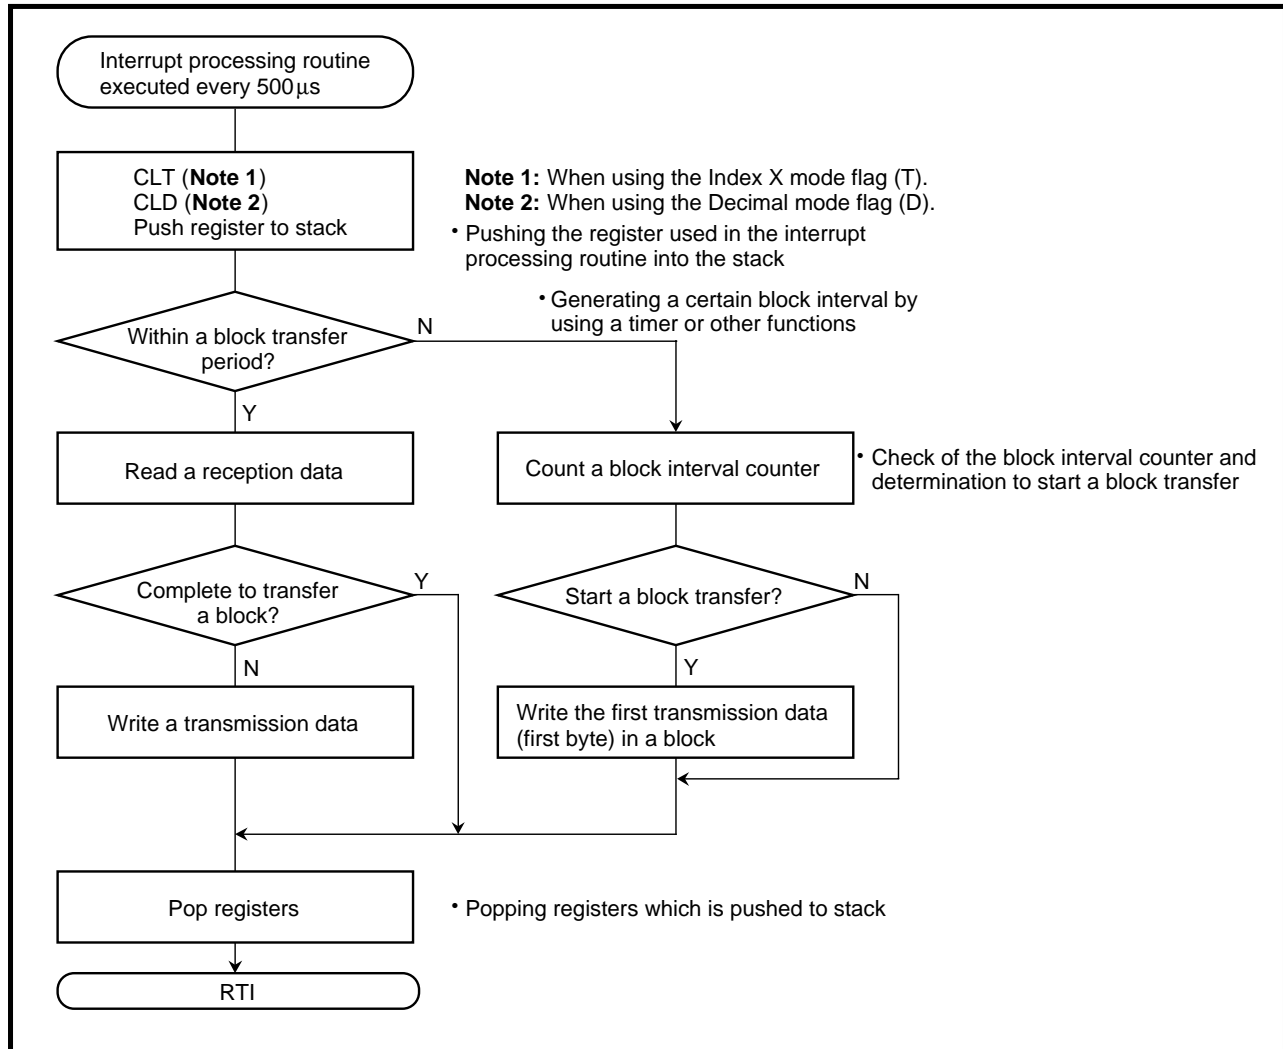 Interrupt processing routine
executed every 500μs
CLT (Note 1)
CLD (Note 2)
Push register to stack
Note 1: When using the Index X mode flag (T).
Note 2: When using the Decimal mode flag (D).
• Pushing the register used in the interrupt
processing routine into the stack
• Generating a certain block interval by
using a timer or other functions
Within a block transfer
period?
N
Y
Read a reception data
Count a block interval counter
• Check of the block interval counter and
determination to start a block transfer
Complete to transfer
a block?
Y
N
Start a block transfer?
N
Y
Write a transmission data
Write the first transmission data
(first byte) in a block
Pop registers
• Popping registers which is pushed to stack
RTI